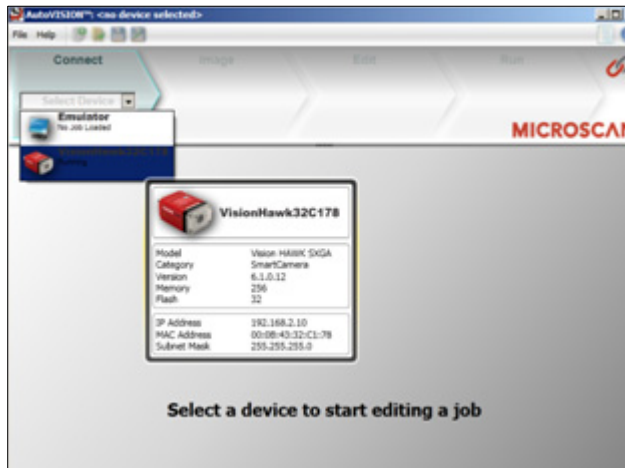 AutoVISION™: <no device selected>
File Help
Connect Image Edit Run
Select Device
Emulator
No Job Loaded
VisionHawk32C178
Running
MICROSCAN
VisionHawk32C178
Model Vision HAWK SXGA
Category SmartCamera
Version 6.1.0.12
Memory 256
Flash 32
IP Address 192.168.2.10
MAC Address 00:0B:43:32:C1:78
Subnet Mask 255.255.255.0
Select a device to start editing a job